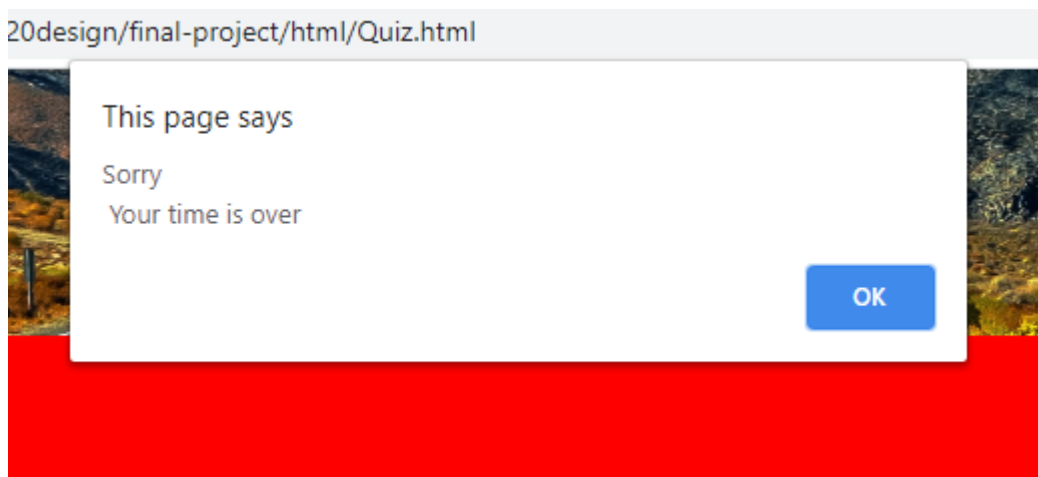 20design/final-project/html/Quiz.html
This page says
Sorry
Your time is over
OK